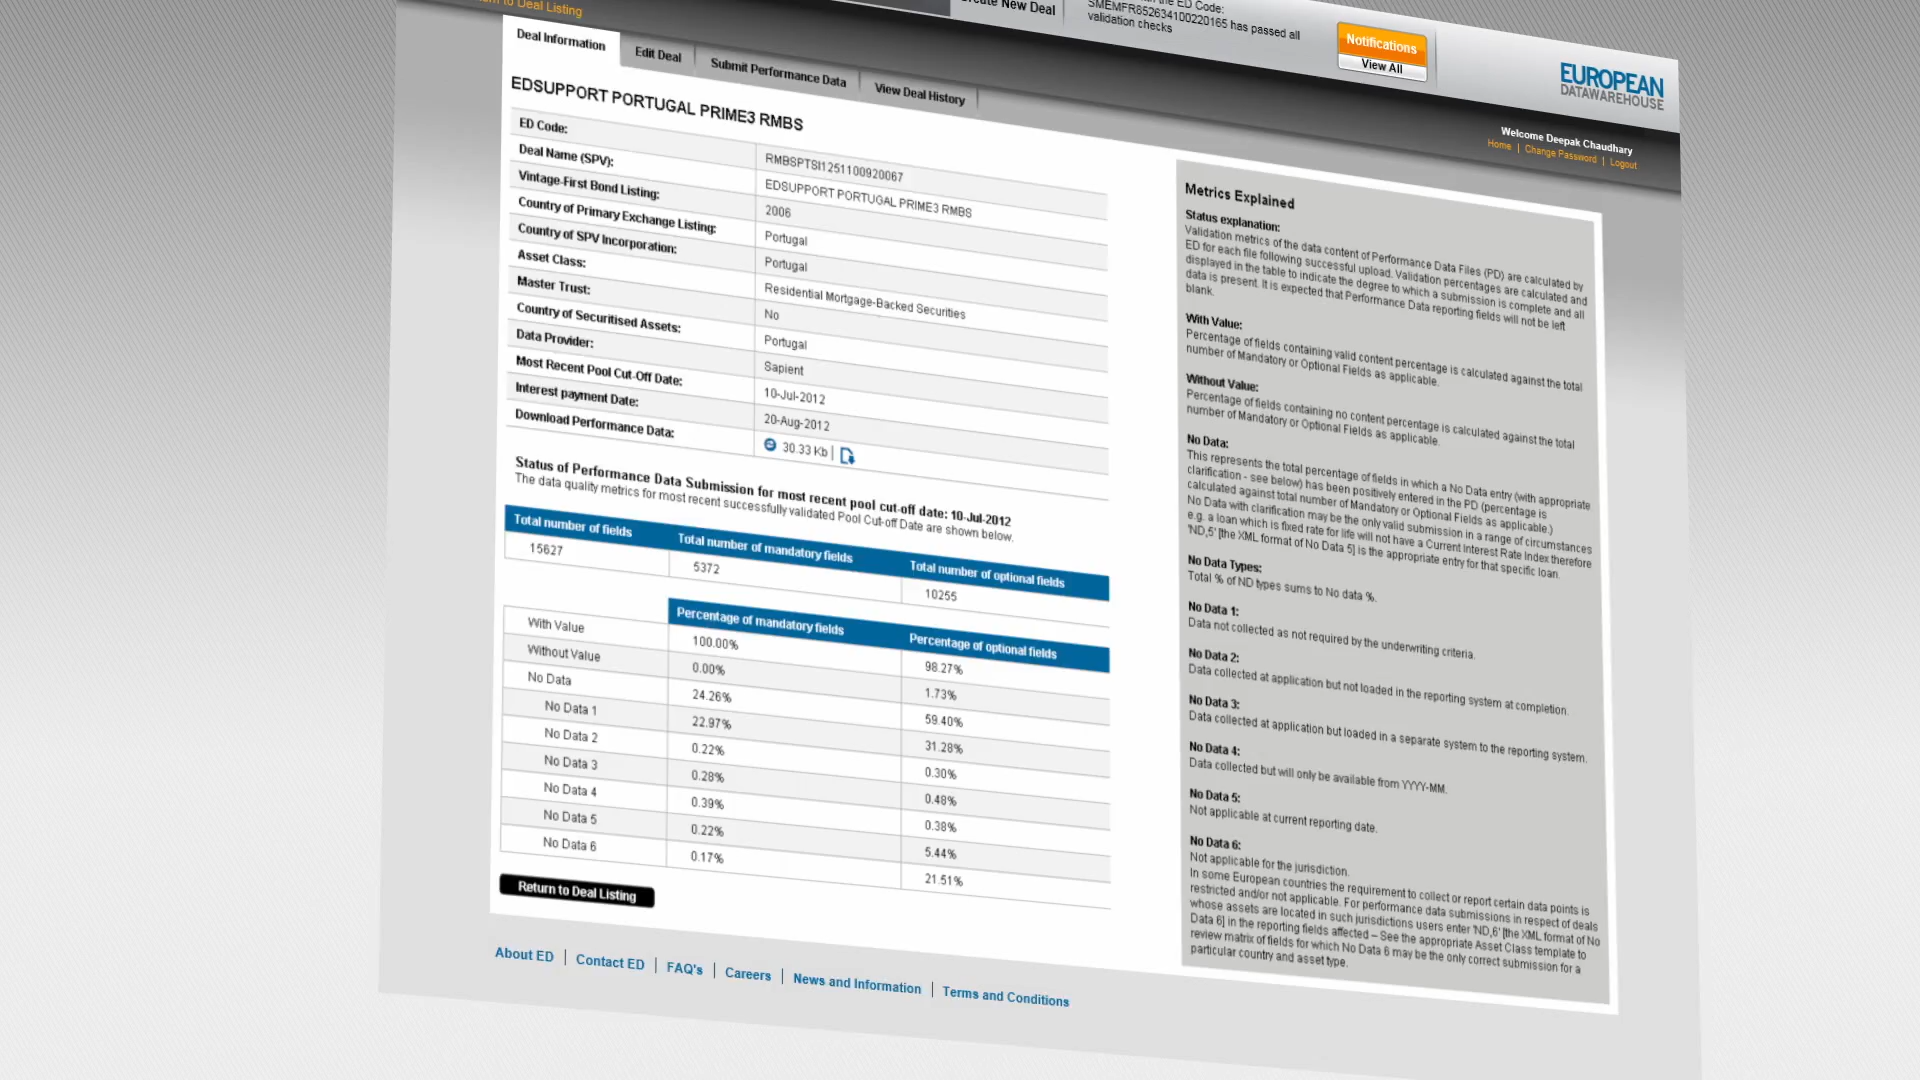 Deal Listing
Create New Deal
the ED Code:
SMEMFR652634100220165 has passed all
validation checks
Notifications
View All
EUROPEAN
DATAWAREHOUSE
Welcome Deepak Chaudhary
Home | Change Password | Logout
Deal Information
Edit Deal
Submit Performance Data
View Deal History
EDSUPPORT PORTUGAL PRIME3 RMBS
ED Code: RMBSPTSI1251100920067
Deal Name (SPV): EDSUPPORT PORTUGAL PRIME3 RMBS
Vintage-First Bond Listing: 2006
Country of Primary Exchange Listing: Portugal
Country of SPV Incorporation: Portugal
Asset Class: Residential Mortgage-Backed Securities
Master Trust: No
Country of Securitised Assets: Portugal
Data Provider: Sapient
Most Recent Pool Cut-Off Date: 10-Jul-2012
Interest payment Date: 20-Aug-2012
Download Performance Data: 30.33 Kb |
Status of Performance Data Submission for most recent pool cut-off date: 10-Jul-2012
The data quality metrics for most recent successfully validated Pool Cut-off Date are shown below.
Total number of fields Total number of mandatory fields Total number of optional fields
15627 5372 10255
Percentage of mandatory fields Percentage of optional fields
With Value 100.00% 98.27%
Without Value 0.00% 1.73%
No Data 24.26% 59.40%
No Data 1 22.97% 31.28%
No Data 2 0.22% 0.30%
No Data 3 0.28% 0.48%
No Data 4 0.39% 0.38%
No Data 5 0.22% 5.44%
No Data 6 0.17% 21.51%
Return to Deal Listing
Metrics Explained
Status explanation:
Validation metrics of the data content of Performance Data Files (PD) are calculated by
ED for each file following successful upload. Validation percentages are calculated and
displayed in the table to indicate the degree to which a submission is complete and all
data is present. It is expected that Performance Data reporting fields will not be left
blank.
With Value:
Percentage of fields containing valid content percentage is calculated against the total
number of Mandatory or Optional Fields as applicable.
Without Value:
Percentage of fields containing no content percentage is calculated against the total
number of Mandatory or Optional Fields as applicable.
No Data:
This represents the total percentage of fields in which a No Data entry (with appropriate
clarification - see below) has been positively entered in the PD (percentage is
calculated against total number of Mandatory or Optional Fields as applicable.)
No Data with clarification may be the only valid submission in a range of circumstances
e.g. a loan which is fixed rate for life will not have a Current Interest Rate Index therefore
'ND,5' [the XML format of No Data 5] is the appropriate entry for that specific loan.
No Data Types:
Total % of ND types sums to No data %.
No Data 1:
Data not collected as not required by the underwriting criteria.
No Data 2:
Data collected at application but not loaded in the reporting system at completion.
No Data 3:
Data collected at application but loaded in a separate system to the reporting system.
No Data 4:
Data collected but will only be available from YYYY-MM.
No Data 5:
Not applicable at current reporting date.
No Data 6:
Not applicable for the jurisdiction.
In some European countries the requirement to collect or report certain data points is
restricted and/or not applicable. For performance data submissions in respect of deals
whose assets are located in such jurisdictions users enter 'ND,6' [the XML format of No
Data 6] in the reporting fields affected – See the appropriate Asset Class template to
review matrix of fields for which No Data 6 may be the only correct submission for a
particular country and asset type.
About ED | Contact ED | FAQ's | Careers | News and Information | Terms and Conditions